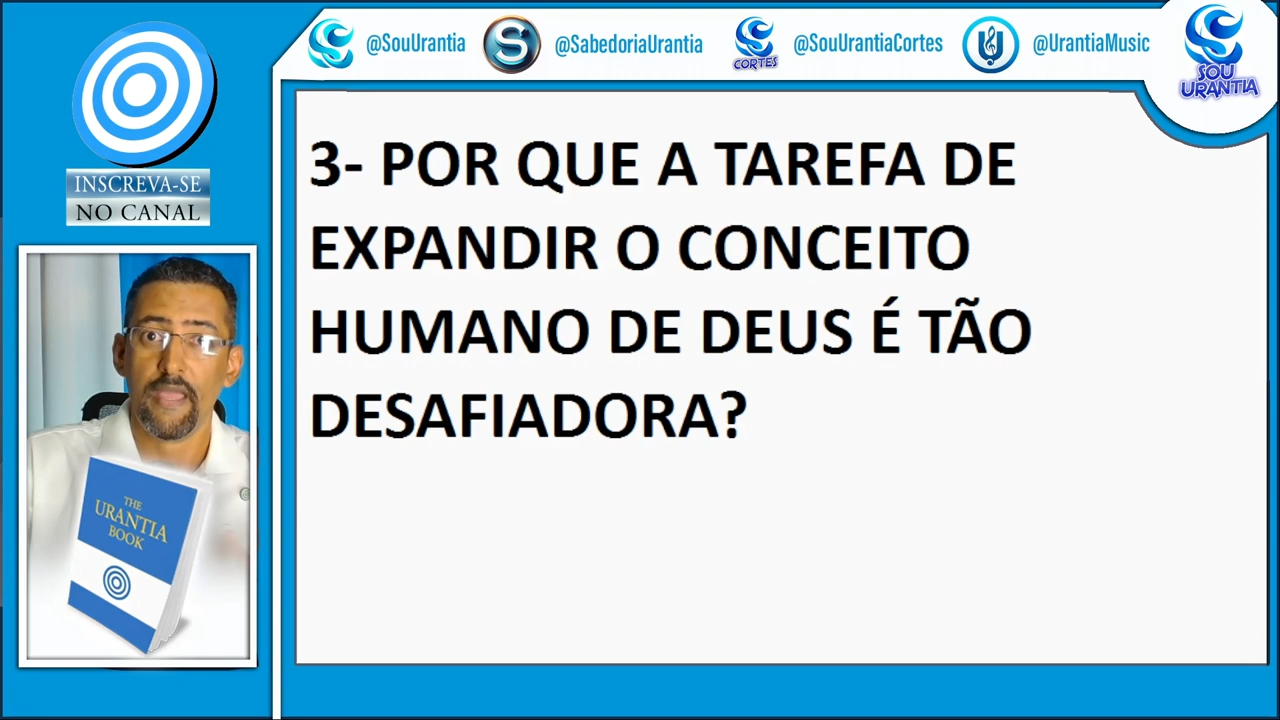 @SouUrantia
@SabedoriaUrantia
CORTES
@SouUrantiaCortes
@UrantiaMusic
SOU
URANTIA
INSCREVA-SE
NO CANAL
3- POR QUE A TAREFA DE
EXPANDIR O CONCEITO
HUMANO DE DEUS É TÃO
DESAFIADORA?
THE
URANTIA
BOOK